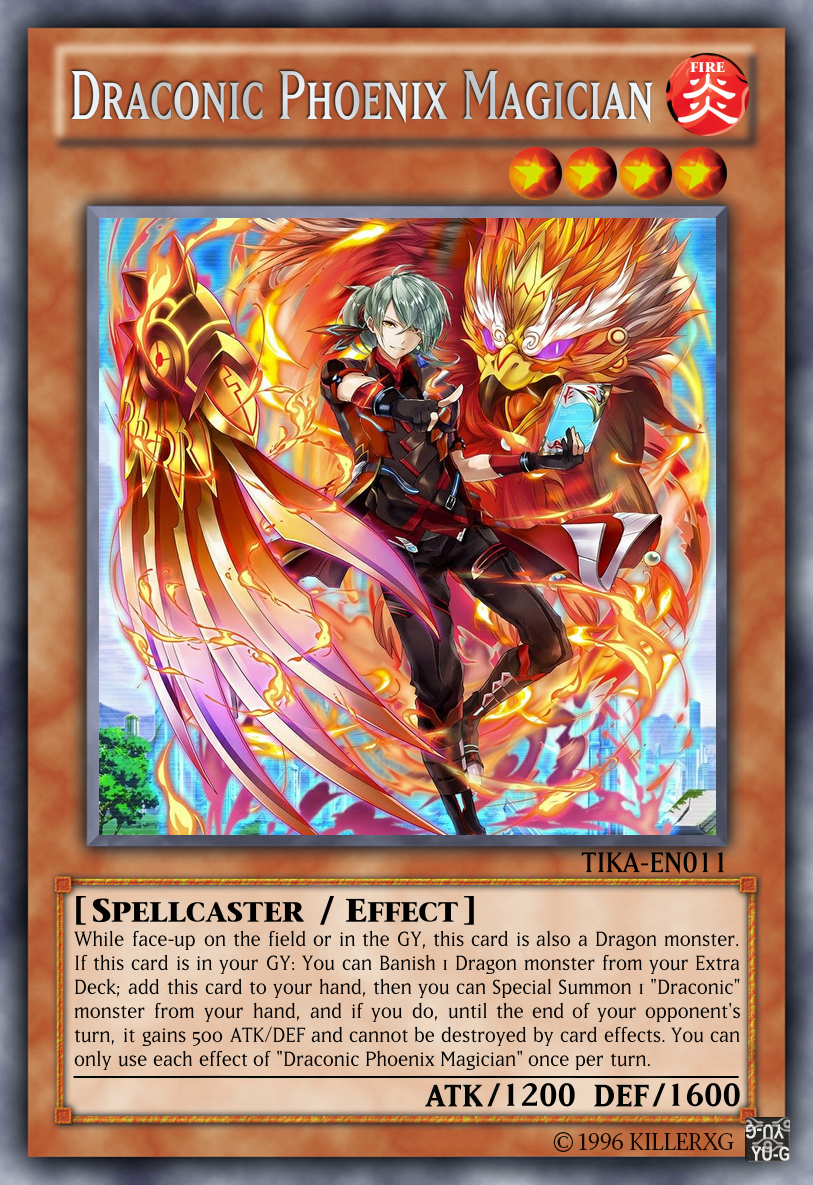 DRACONIC PHOENIX MAGICIAN
FIRE
炎
TIKA-EN011
[ SPELLCASTER / EFFECT ]
While face-up on the field or in the GY, this card is also a Dragon monster.
If this card is in your GY: You can Banish 1 Dragon monster from your Extra
Deck; add this card to your hand, then you can Special Summon 1 "Draconic"
monster from your hand, and if you do, until the end of your opponent's
turn, it gains 500 ATK/DEF and cannot be destroyed by card effects. You can
only use each effect of "Draconic Phoenix Magician" once per turn.
ATK/1200 DEF/1600
© 1996 KILLERXG
YU-G
YU-G